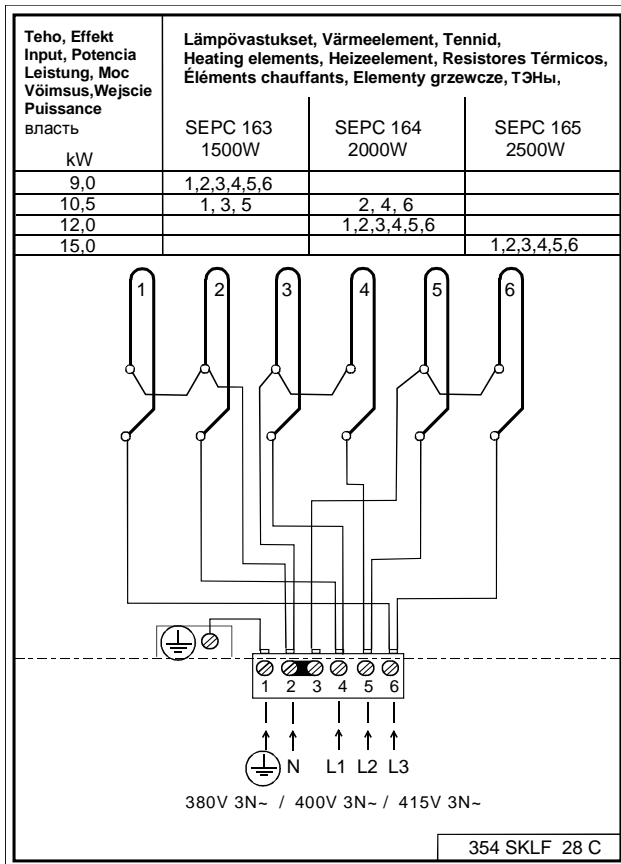 Teho, Effekt
Input, Potencia
Leistung, Moc
Vöimsus,Wejscie
Puissance
власть
kW
Lämpövastukset, Värmeelement, Tennid,
Heating elements, Heizeelement, Resistores Térmicos,
Éléments chauffants, Elementy grzewcze, ТЭНы,
SEPC 163 SEPC 164 SEPC 165
1500W 2000W 2500W
9,0 1,2,3,4,5,6
10,5 1, 3, 5 2, 4, 6
12,0 1,2,3,4,5,6
15,0 1,2,3,4,5,6
1 2 3 4 5 6
1 2 3 4 5 6
N L1 L2 L3
380V 3N~ / 400V 3N~ / 415V 3N~
354 SKLF 28 C